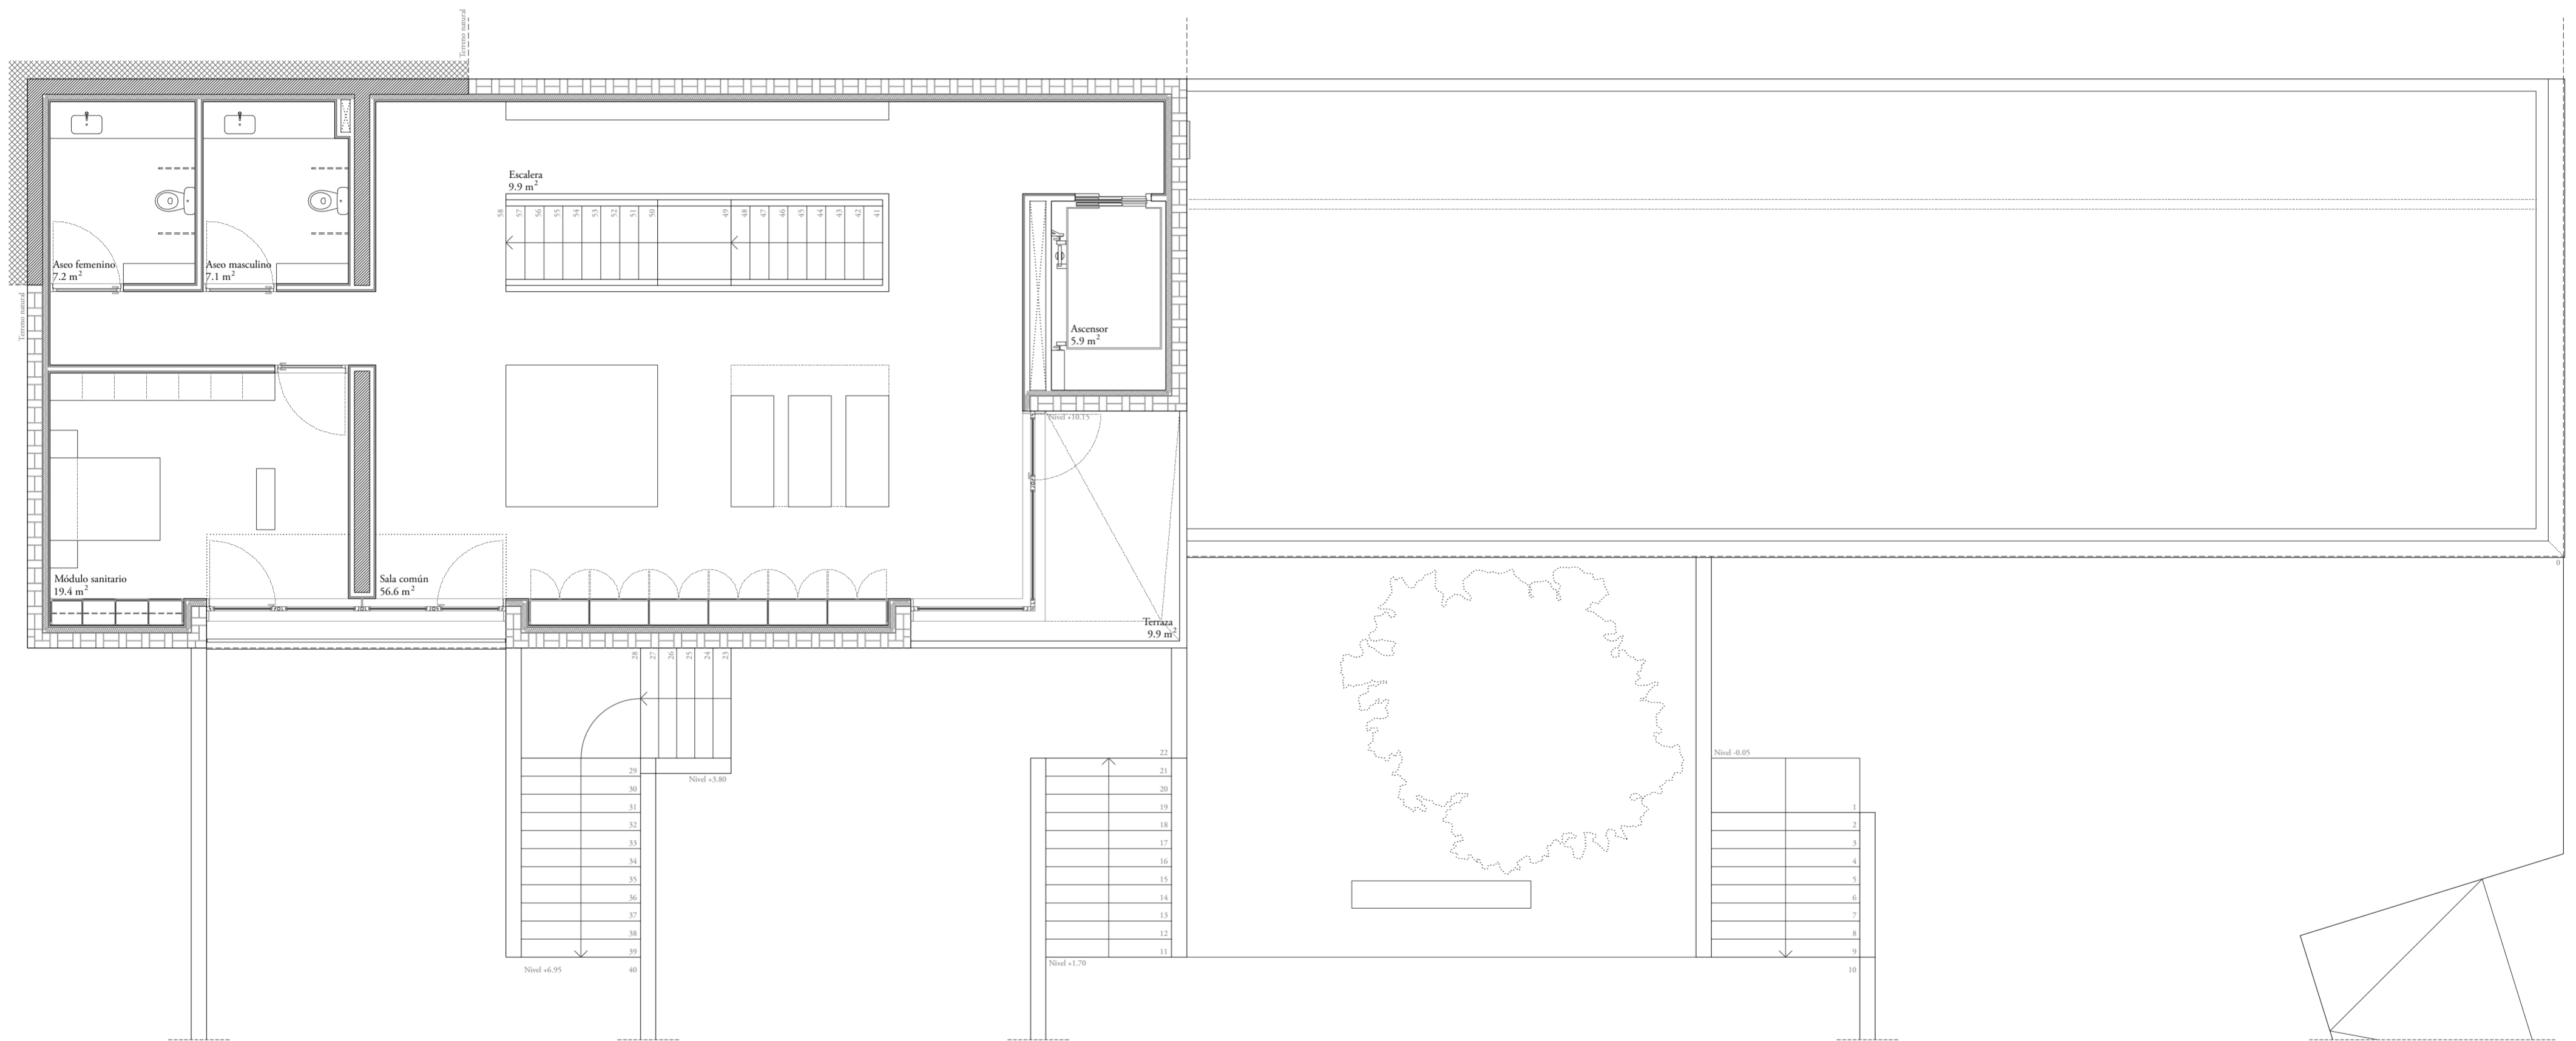 Terreno natural
Escalera
9.9 m²
58
57
56
55
54
53
52
51
50
49
48
47
46
45
44
43
42
41
Aseo femenino
7.2 m²
Aseo masculino
7.1 m²
Terreno natural
Ascensor
5.9 m²
Nivel +10.15
Módulo sanitario
19.4 m²
Sala común
56.6 m²
Terraza
9.9 m²
0
28
27
26
25
24
23
Nivel +3.80
29
30
31
32
33
34
35
36
37
38
39
40
Nivel +6.95
22
21
20
19
18
17
16
15
14
13
12
11
Nivel +1.70
Nivel -0.05
1
2
3
4
5
6
7
8
9
10